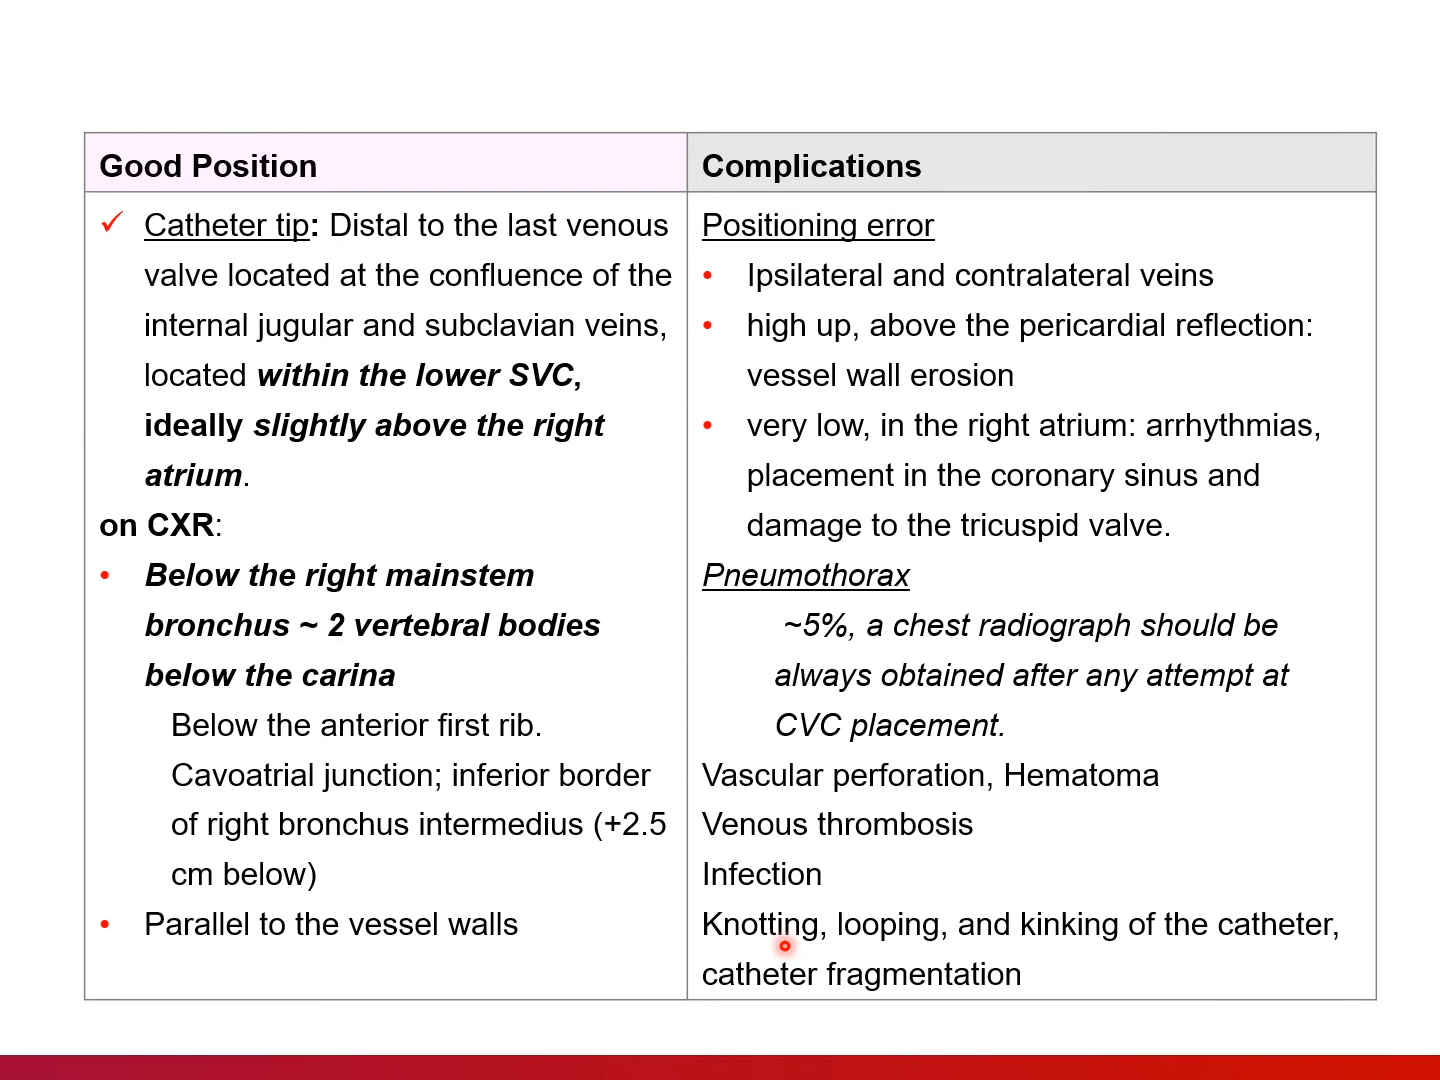 Good Position
✓ Catheter tip: Distal to the last venous
valve located at the confluence of the
internal jugular and subclavian veins,
located within the lower SVC,
ideally slightly above the right
atrium.
on CXR:
• Below the right mainstem
bronchus ~ 2 vertebral bodies
below the carina
Below the anterior first rib.
Cavoatrial junction; inferior border
of right bronchus intermedius (+2.5
cm below)
• Parallel to the vessel walls
Complications
Positioning error
• Ipsilateral and contralateral veins
• high up, above the pericardial reflection:
vessel wall erosion
• very low, in the right atrium: arrhythmias,
placement in the coronary sinus and
damage to the tricuspid valve.
Pneumothorax
~5%, a chest radiograph should be
always obtained after any attempt at
CVC placement.
Vascular perforation, Hematoma
Venous thrombosis
Infection
Knotting, looping, and kinking of the catheter,
catheter fragmentation